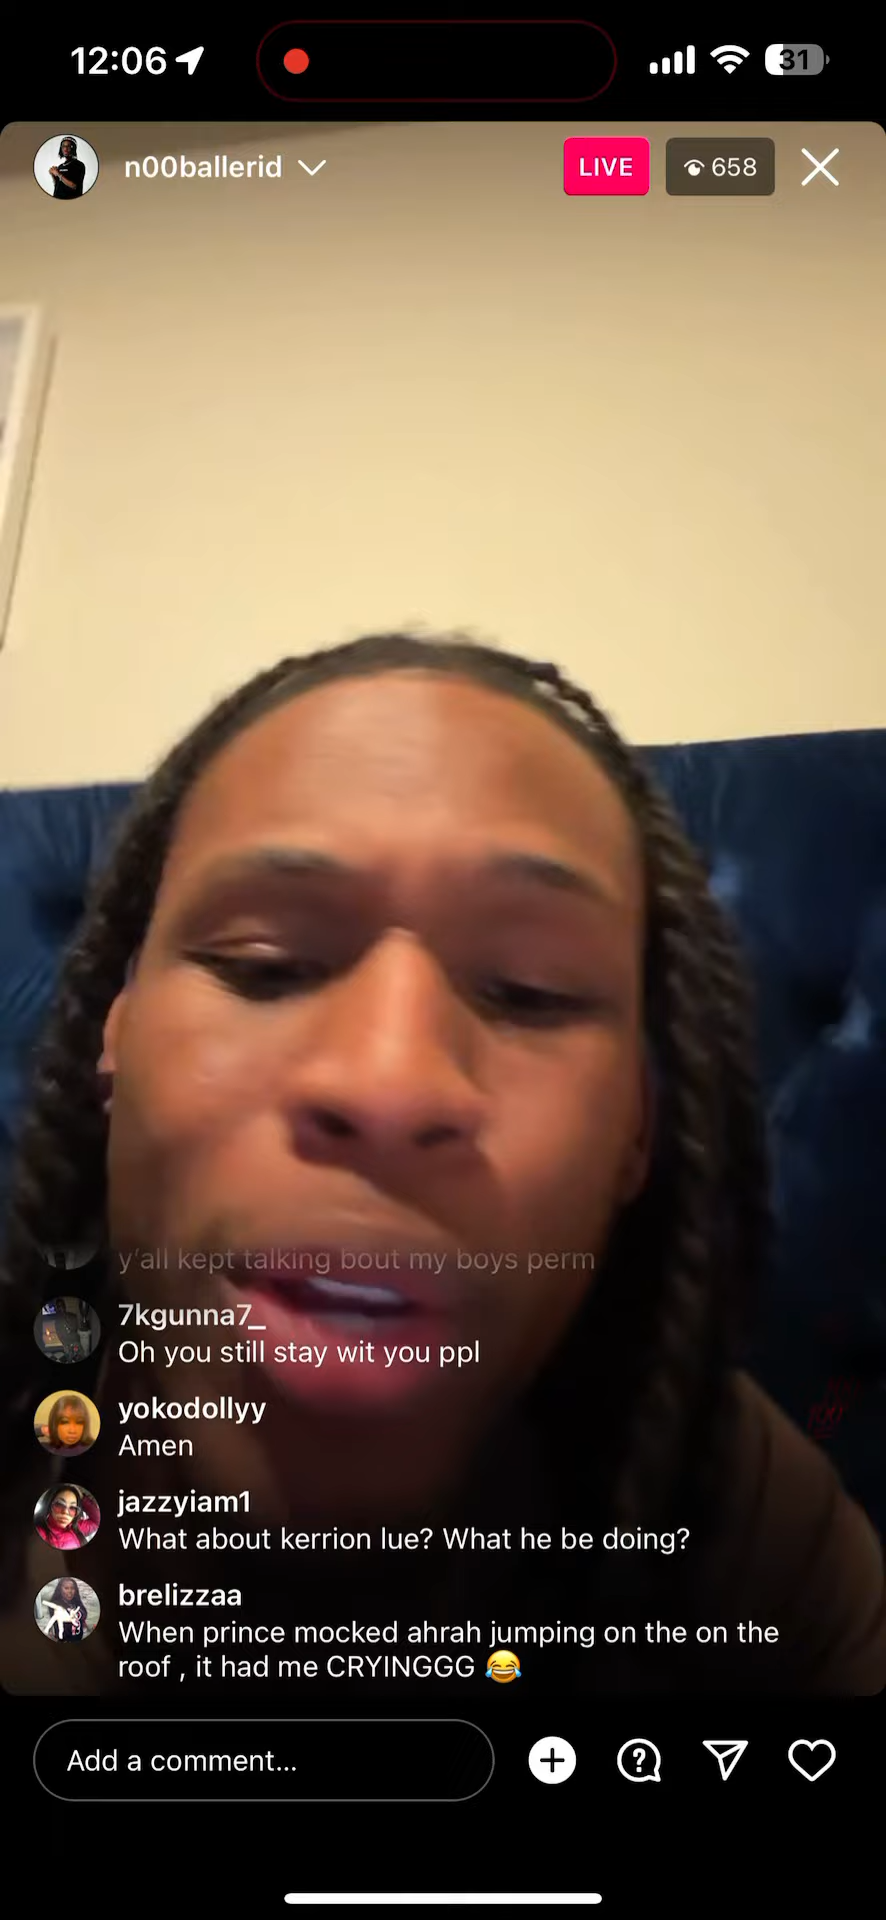 12:06
31
n00ballerid
LIVE
658
y'all kept talking bout my boys perm
7kgunna7_
Oh you still stay wit you ppl
yokodollyy
Amen
jazzyiam1
What about kerrion lue? What he be doing?
brelizzaa
When prince mocked ahrah jumping on the on the
roof , it had me CRYINGGG 😂
Add a comment...